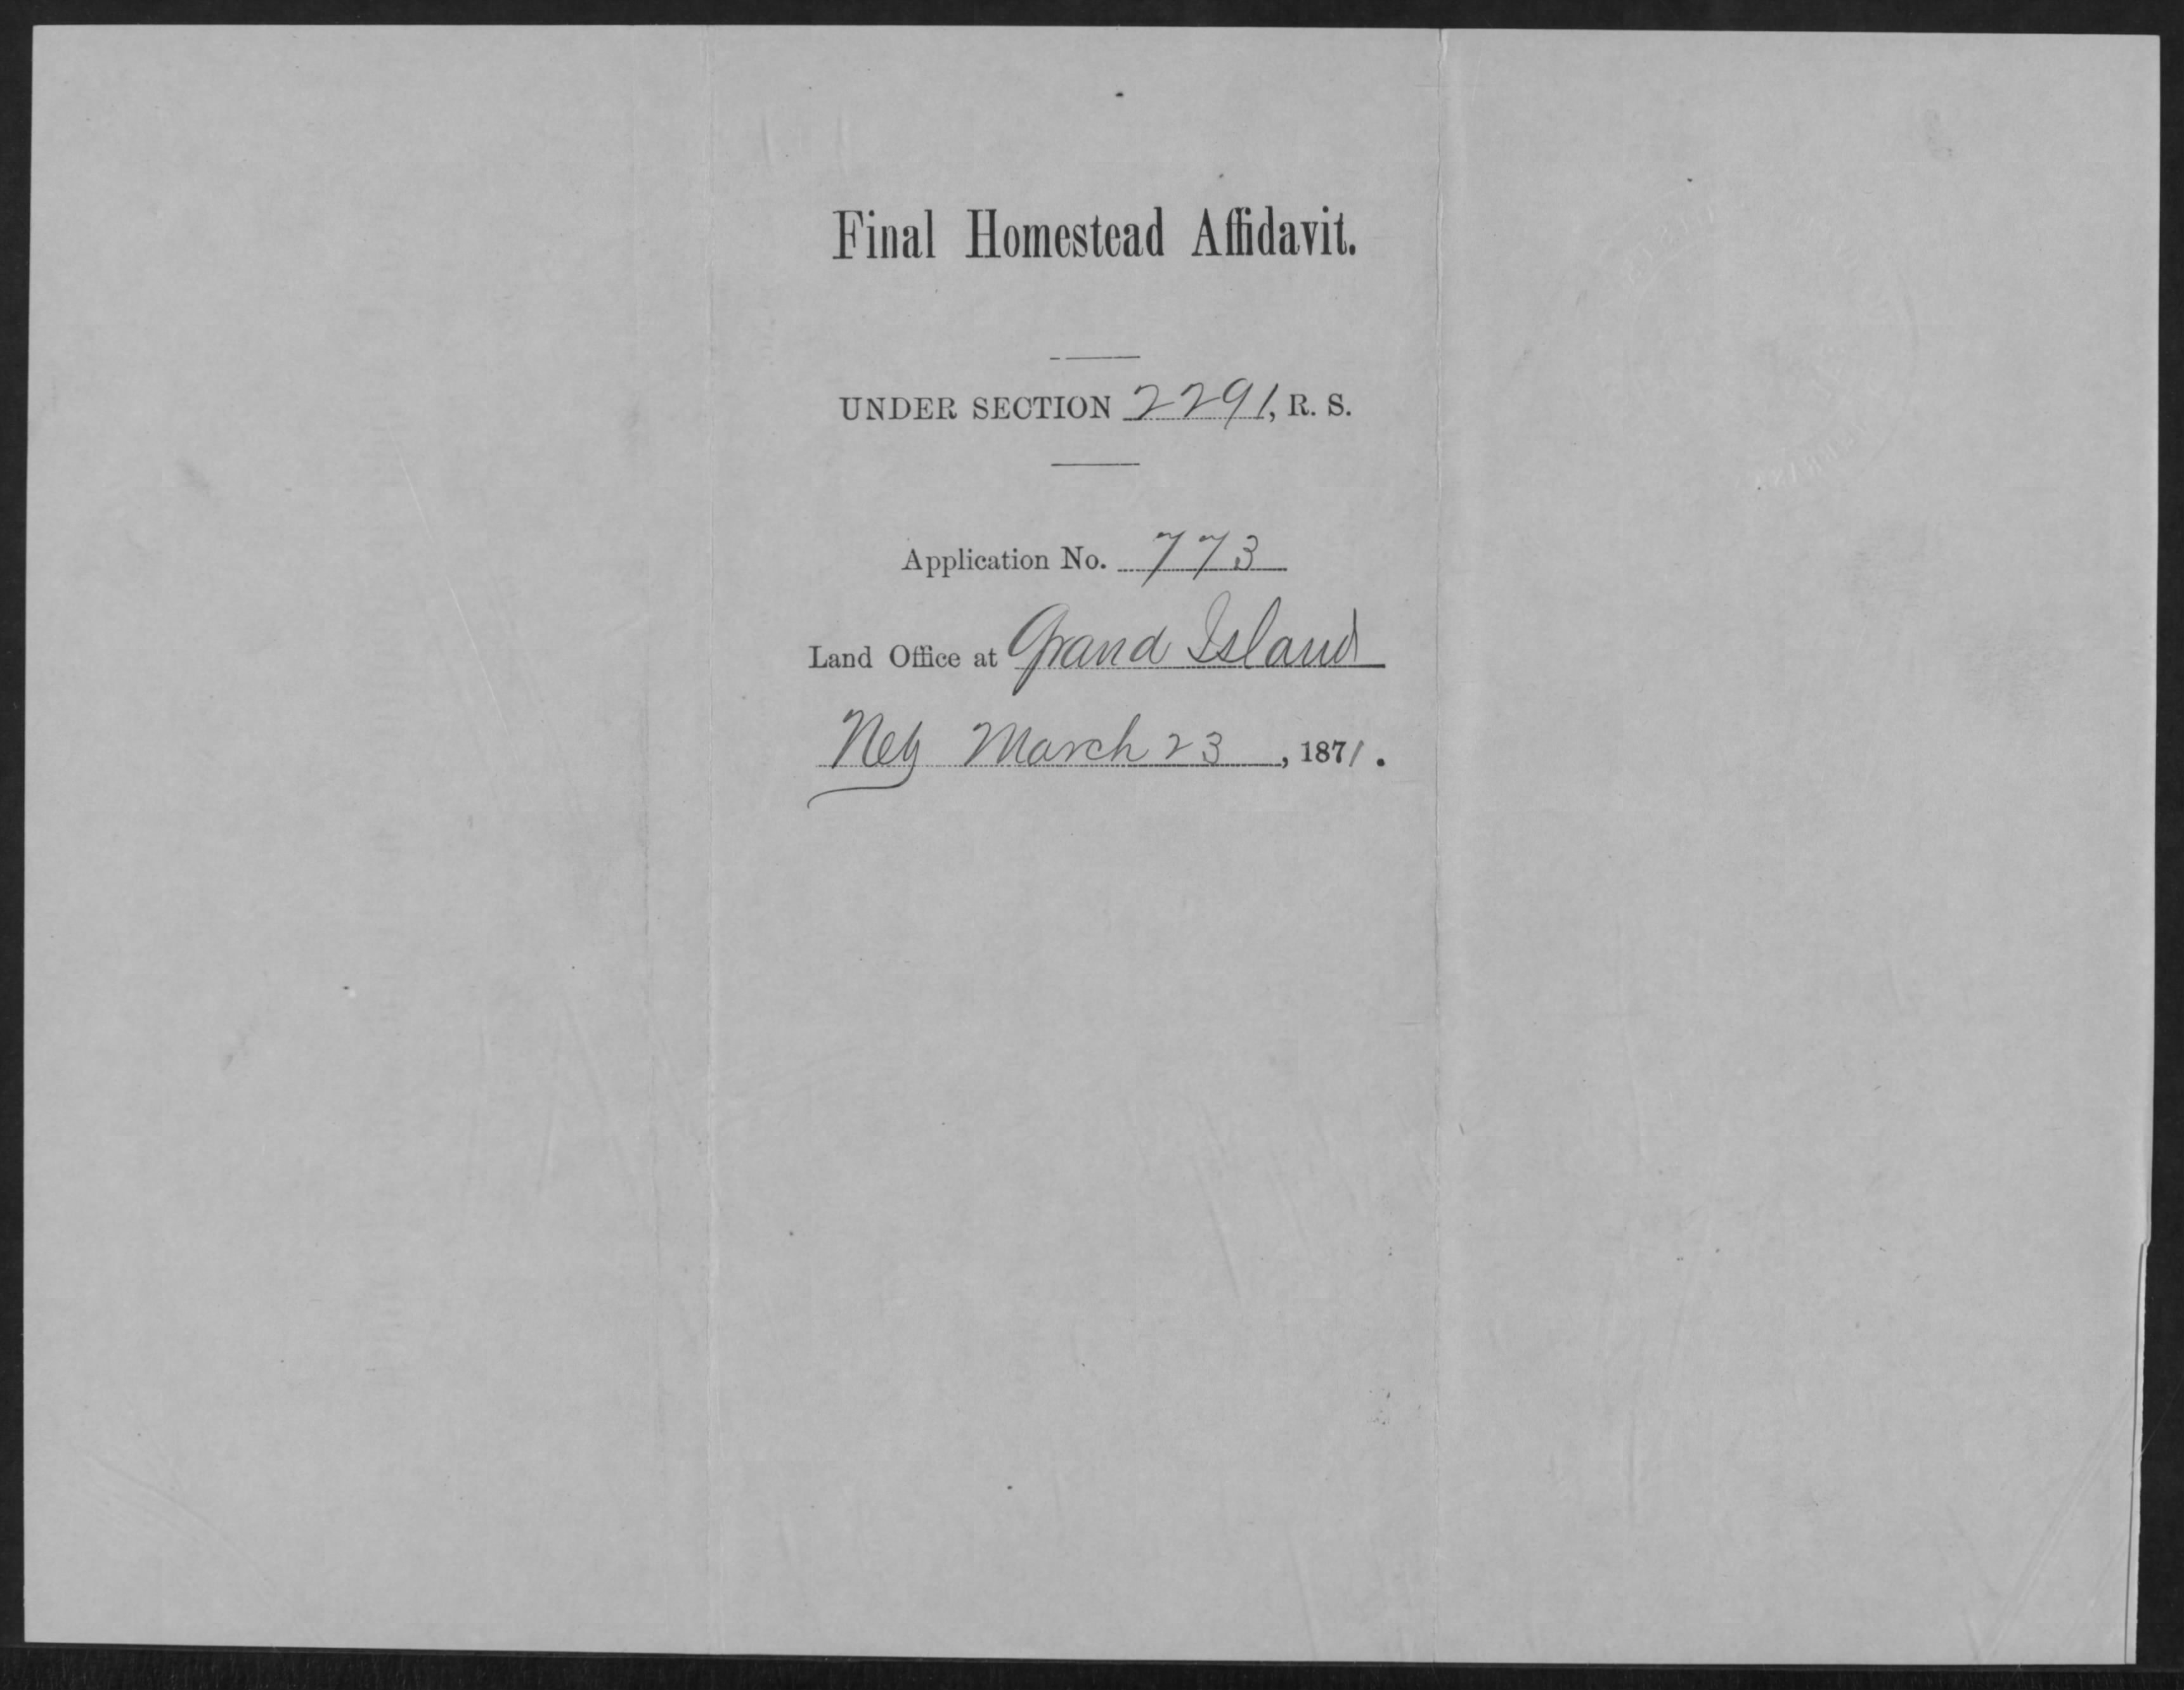 Final Homestead Affidavit.
UNDER SECTION 2291, R. S.
Application No. 773
Land Office at Grand Island
Neb March 23, 1871.